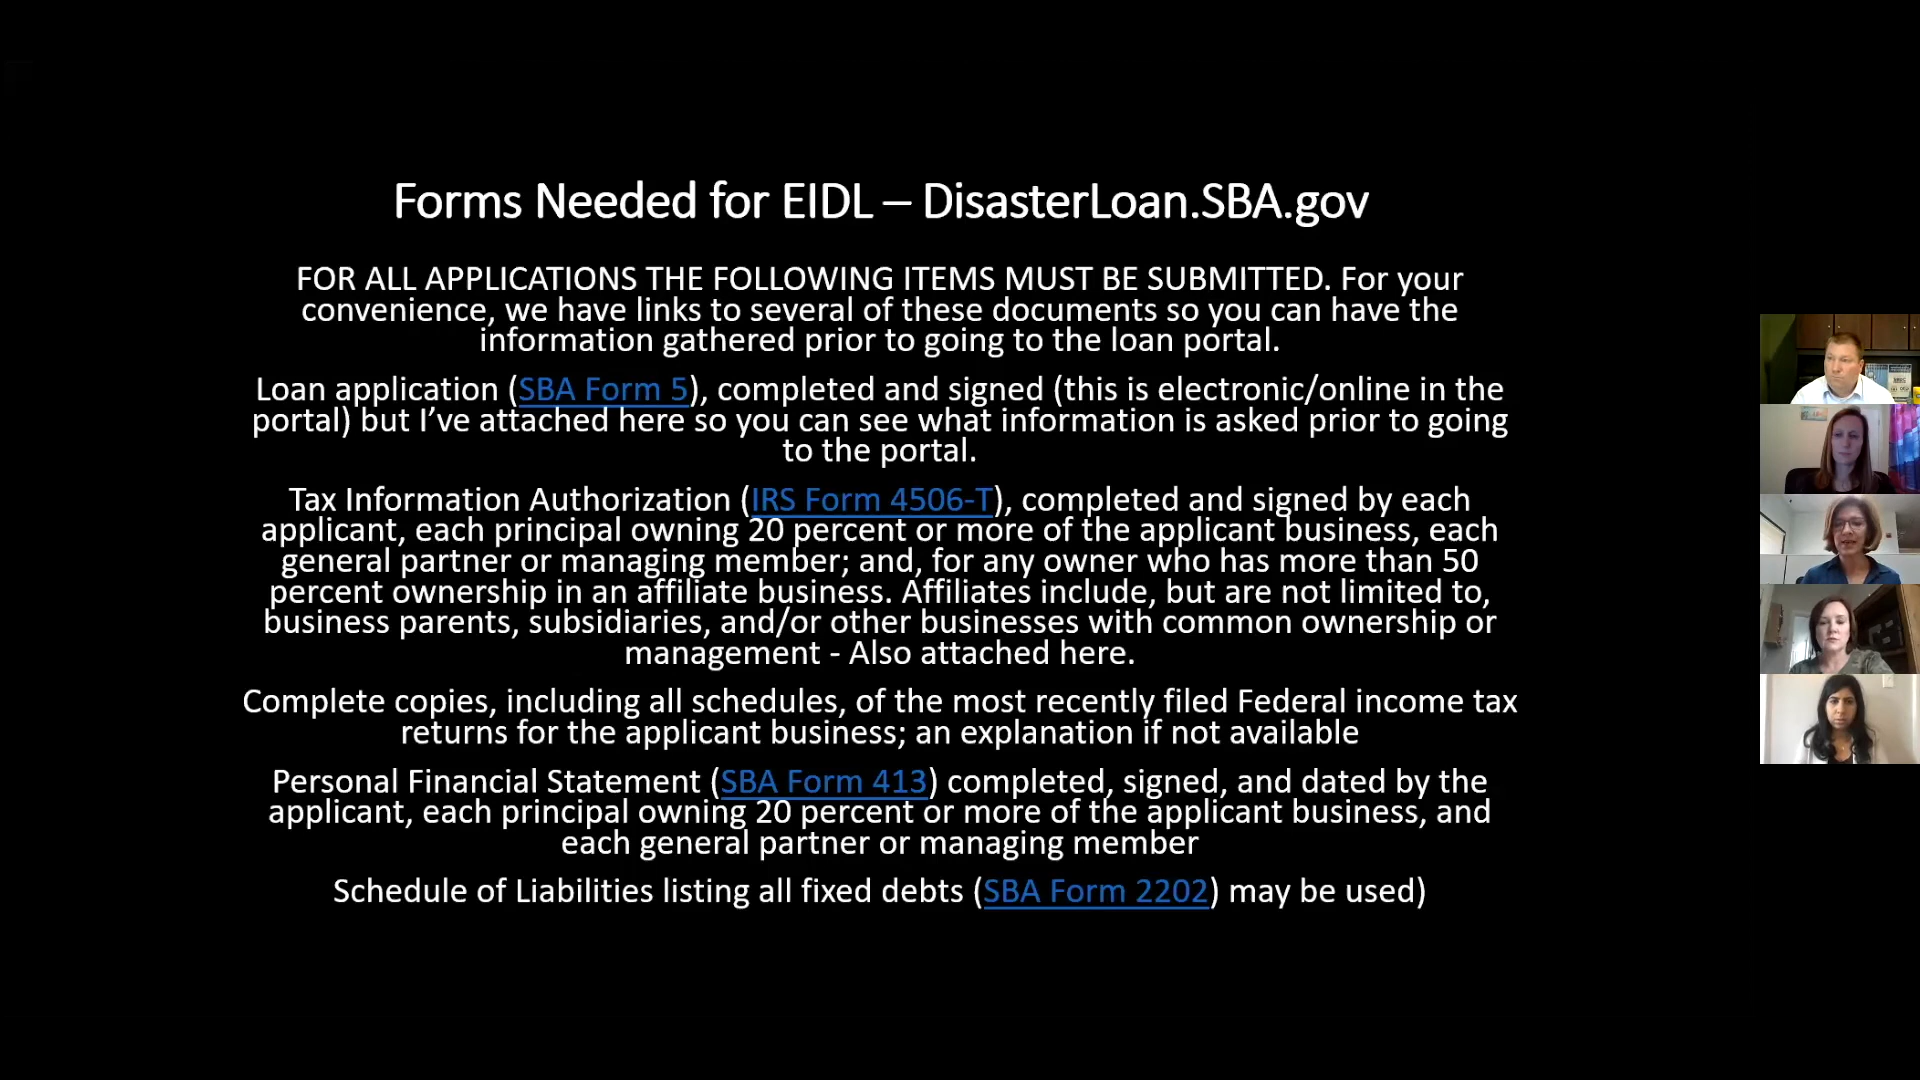 Forms Needed for EIDL – DisasterLoan.SBA.gov
FOR ALL APPLICATIONS THE FOLLOWING ITEMS MUST BE SUBMITTED. For your
convenience, we have links to several of these documents so you can have the
information gathered prior to going to the loan portal.
Loan application (SBA Form 5), completed and signed (this is electronic/online in the
portal) but I’ve attached here so you can see what information is asked prior to going
to the portal.
Tax Information Authorization (IRS Form 4506-T), completed and signed by each
applicant, each principal owning 20 percent or more of the applicant business, each
general partner or managing member; and, for any owner who has more than 50
percent ownership in an affiliate business. Affiliates include, but are not limited to,
business parents, subsidiaries, and/or other businesses with common ownership or
management - Also attached here.
Complete copies, including all schedules, of the most recently filed Federal income tax
returns for the applicant business; an explanation if not available
Personal Financial Statement (SBA Form 413) completed, signed, and dated by the
applicant, each principal owning 20 percent or more of the applicant business, and
each general partner or managing member
Schedule of Liabilities listing all fixed debts (SBA Form 2202) may be used)